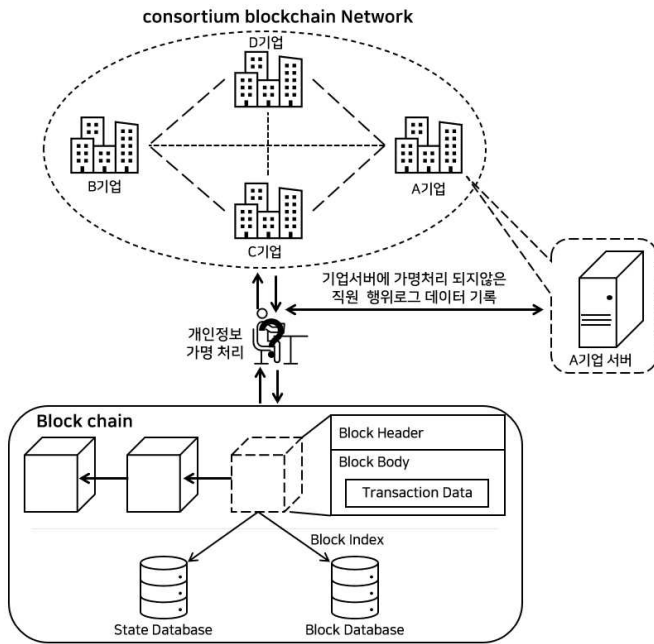 consortium blockchain Network
D기업
B기업
A기업
C기업
기업서버에 가명처리 되지않은
직원 행위로그 데이터 기록
개인정보
가명 처리
?
A기업 서버
Block chain
Block Header
Block Body
Transaction Data
Block Index
State Database
Block Database